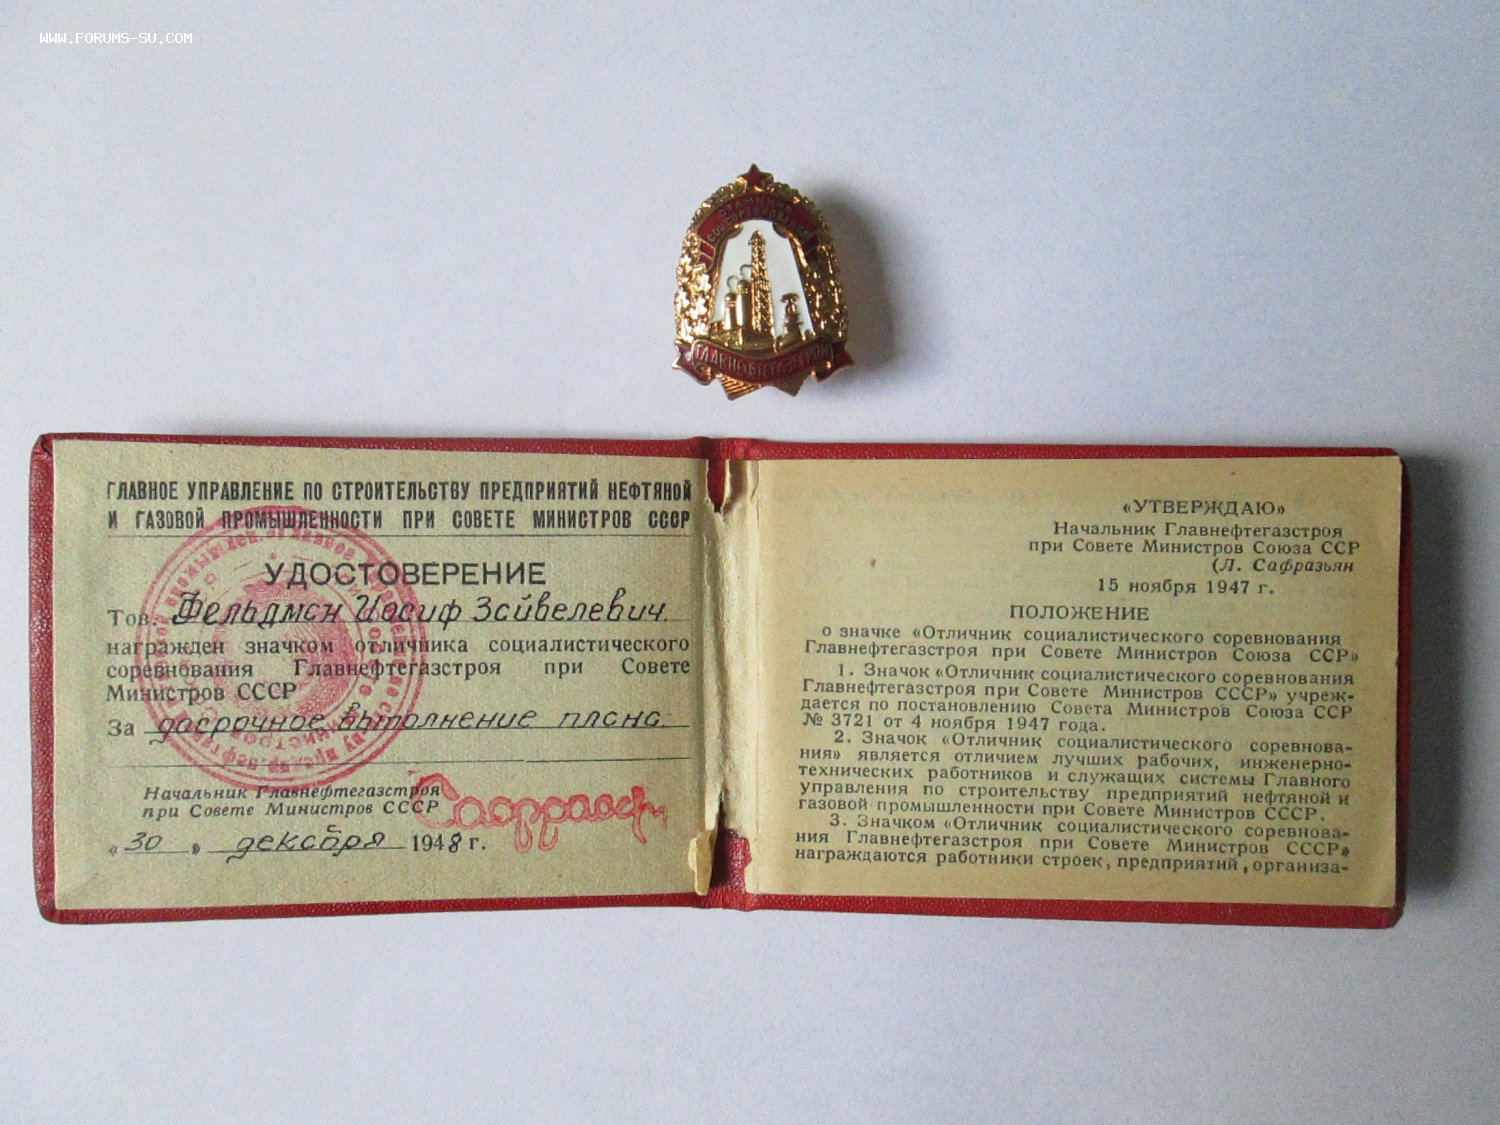 WWW.FORUMS-SU.COM
СОЦСОРЕВНОВАНИЯ
ГЛАВНЕФТЕГАЗСТРОЙ
ГЛАВНОЕ УПРАВЛЕНИЕ ПО СТРОИТЕЛЬСТВУ ПРЕДПРИЯТИЙ НЕФТЯНОЙ
И ГАЗОВОЙ ПРОМЫШЛЕННОСТИ ПРИ СОВЕТЕ МИНИСТРОВ СССР
УДОСТОВЕРЕНИЕ
Тов. Фельдман Иосиф Зайвелевич.
награжден значком отличника социалистического
соревнования Главнефтегазстроя при Совете
Министров СССР
За досрочное выполнение плана.
Начальник Главнефтегазстроя
при Совете Министров СССР
«30» декабря 1948 г.
«УТВЕРЖДАЮ»
Начальник Главнефтегазстроя
при Совете Министров Союза ССР
(Л. Сафразьян
15 ноября 1947 г.
ПОЛОЖЕНИЕ
о значке «Отличник социалистического соревнования
Главнефтегазстроя при Совете Министров Союза ССР»
1. Значок «Отличник социалистического соревнования
Главнефтегазстроя при Совете Министров СССР» учреж-
дается по постановлению Совета Министров Союза ССР
№ 3721 от 4 ноября 1947 года.
2. Значок «Отличник социалистического соревнова-
ния» является отличием лучших рабочих, инженерно-
технических работников и служащих системы Главного
управления по строительству предприятий нефтяной и
газовой промышленности при Совете Министров СССР.
3. Значком «Отличник социалистического соревнова-
ния Главнефтегазстроя при Совете Министров СССР»
награждаются работники строек, предприятий, организа-